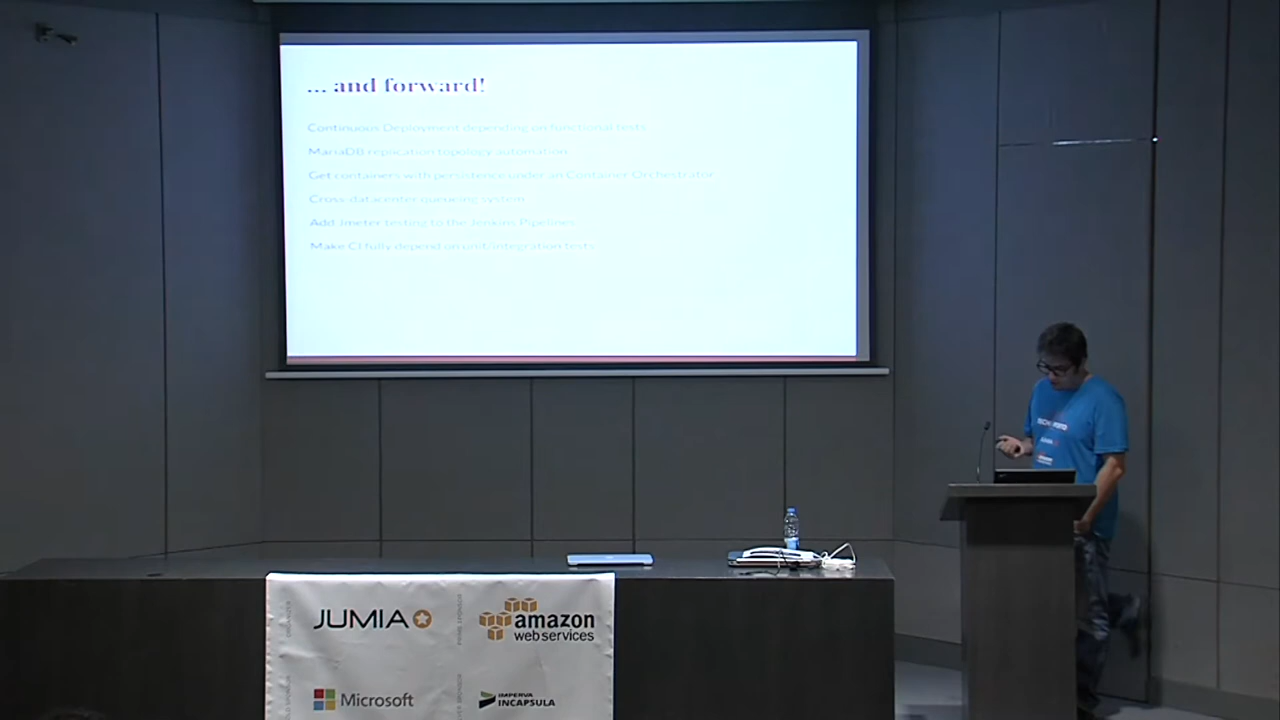 ... and forward!
Continuous Deployment depending on functional tests
MariaDB replication topology automation
Get containers with persistence under an Container Orchestrator
Cross-datacenter queueing system
Add Jmeter testing to the Jenkins Pipelines
Make CI fully depend on unit/integration tests
JUMIA
amazon
web services
Microsoft
IMPERVA
INCAPSULA